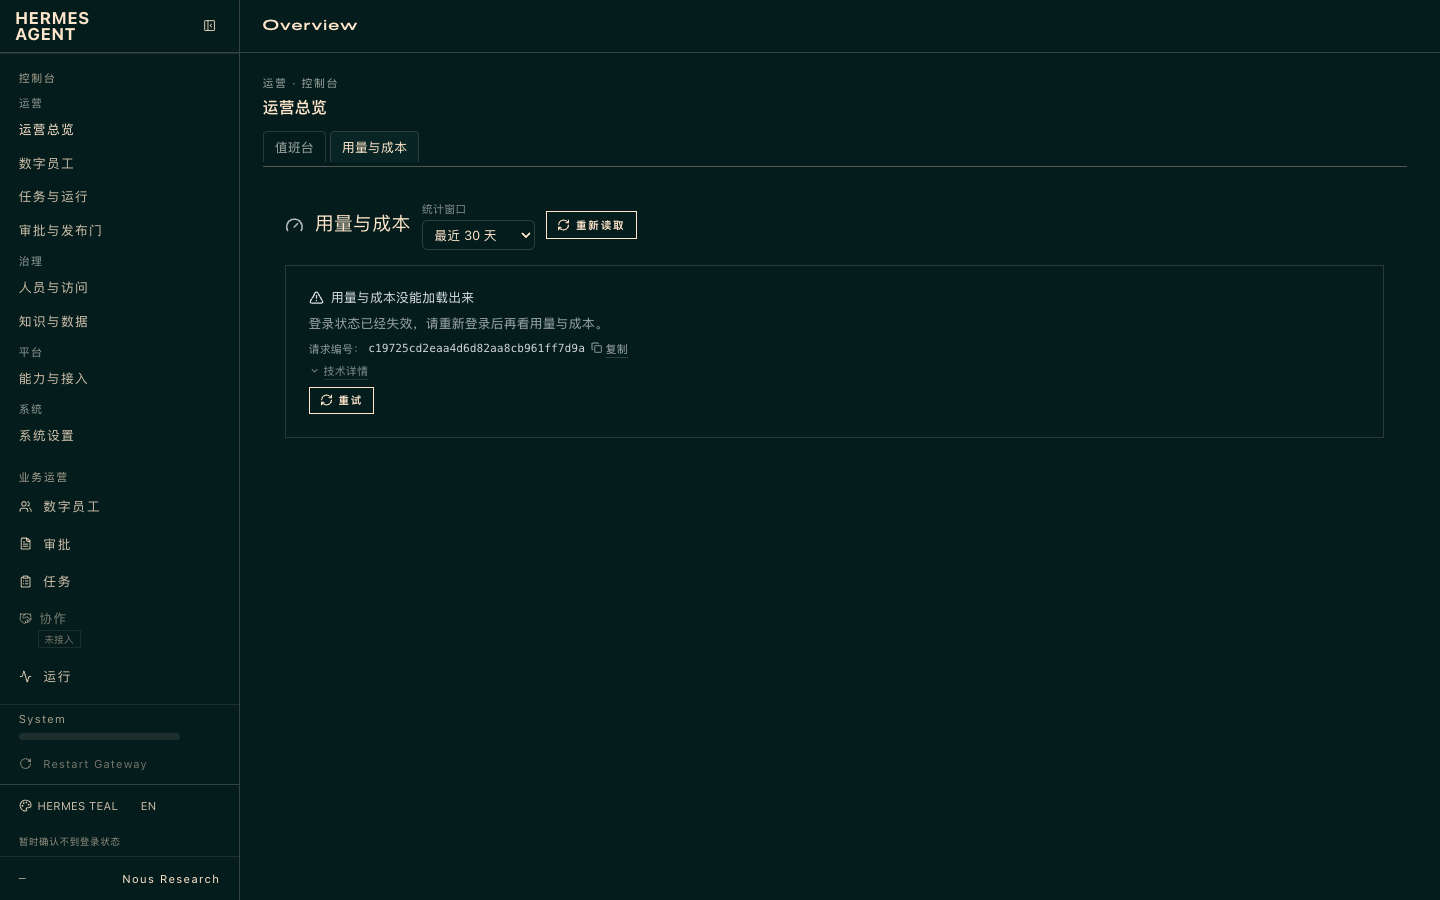 HERMES
AGENT
Overview
控制台
运营
运营总览
数字员工
任务与运行
审批与发布门
治理
人员与访问
知识与数据
平台
能力与接入
系统
系统设置
业务运营
数字员工
审批
任务
协作
未接入
运行
System
Restart Gateway
HERMES TEAL EN
暂时确认不到登录状态
— Nous Research
运营 · 控制台
运营总览
值班台 用量与成本
用量与成本
统计窗口
最近 30 天
重新读取
用量与成本没能加载出来
登录状态已经失效，请重新登录后再看用量与成本。
请求编号： c19725cd2eaa4d6d82aa8cb961ff7d9a 复制
技术详情
重试